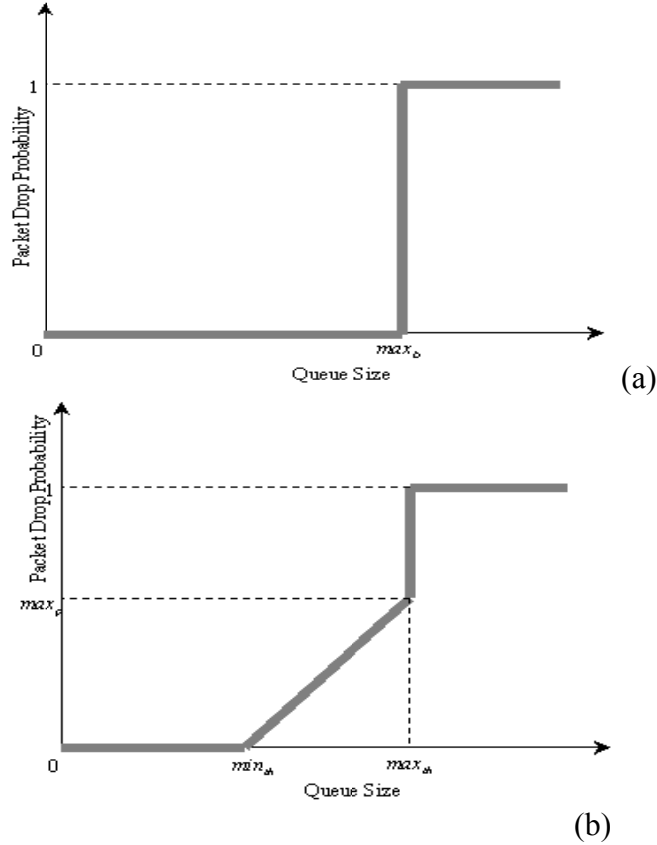 1
Packet Drop Probability
0
max_b
Queue Size
(a)
1
Packet Drop Probability
max_p
0
min_th
max_th
Queue Size
(b)